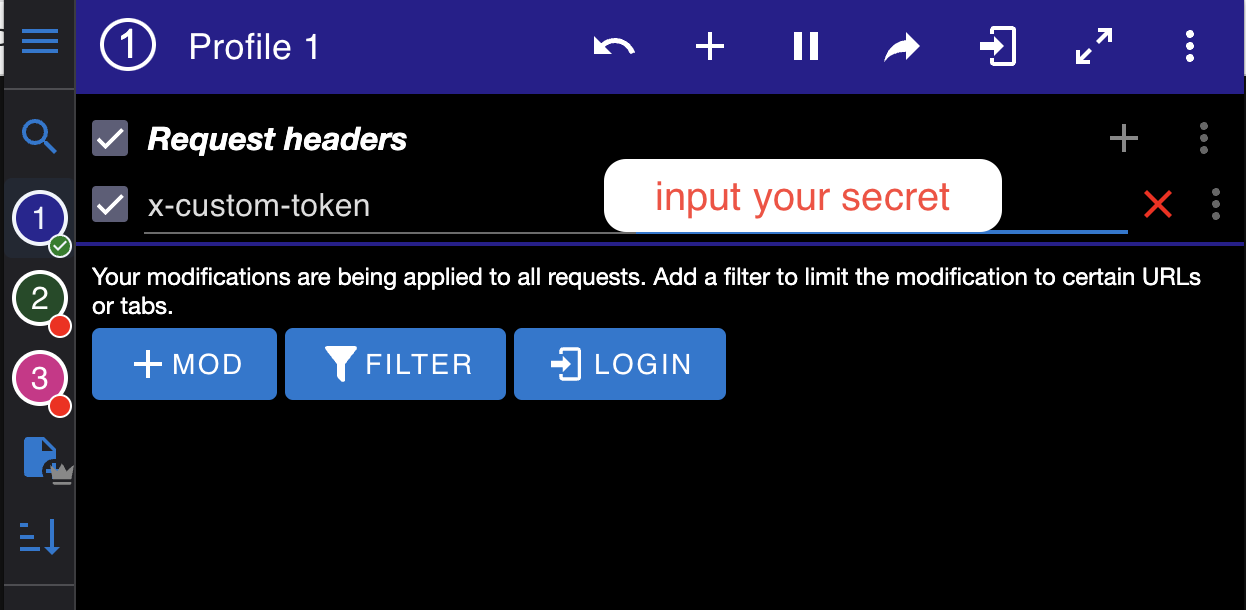 1 Profile 1
Request headers
x-custom-token input your secret
1
Your modifications are being applied to all requests. Add a filter to limit the modification to certain URLs
or tabs.
2
MOD FILTER LOGIN
3